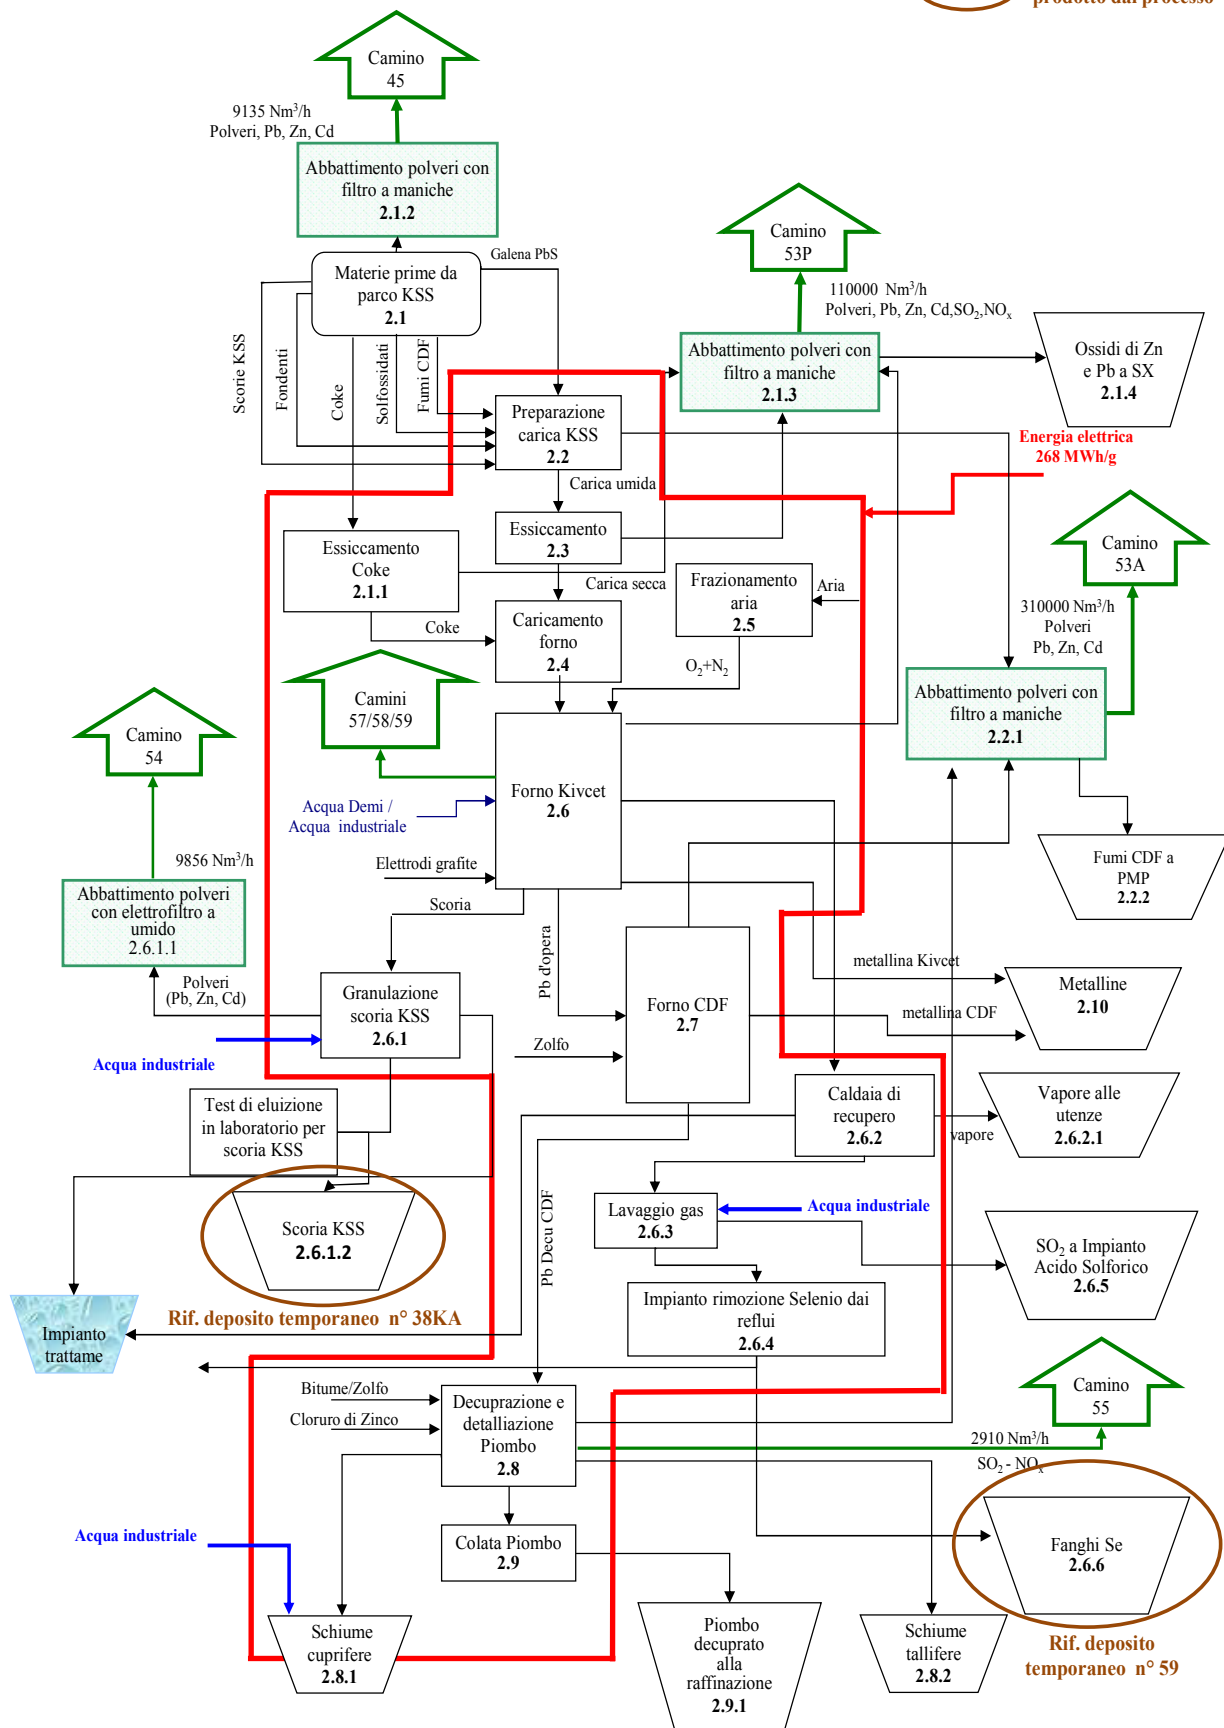 prodotto dal processo
Camino
45
9135 Nm³/h
Polveri, Pb, Zn, Cd
Abbattimento polveri con
filtro a maniche
2.1.2
Materie prime da
parco KSS
2.1
Galena PbS
Camino
53P
110000 Nm³/h
Polveri, Pb, Zn, Cd,SO₂,NOₓ
Abbattimento polveri con
filtro a maniche
2.1.3
Ossidi di Zn
e Pb a SX
2.1.4
Scorie KSS
Fondenti
Coke
Solfossidati
Fumi CDF
Preparazione
carica KSS
2.2
Energia elettrica
268 MWh/g
Carica umida
Essiccamento
2.3
Essiccamento
Coke
2.1.1
Carica secca
Frazionamento
aria
2.5
Aria
Camino
53A
310000 Nm³/h
Polveri
Pb, Zn, Cd
Coke
Caricamento
forno
2.4
O₂+N₂
Abbattimento polveri con
filtro a maniche
2.2.1
Camini
57/58/59
Camino
54
Forno Kivcet
2.6
Acqua Demi /
Acqua industriale
Elettrodi grafite
9856 Nm³/h
Abbattimento polveri
con elettrofiltro a
umido
2.6.1.1
Fumi CDF a
PMP
2.2.2
Scoria
Pb d'opera
Polveri
(Pb, Zn, Cd)
Granulazione
scoria KSS
2.6.1
Forno CDF
2.7
metallina Kivcet
metallina CDF
Metalline
2.10
Zolfo
Acqua industriale
Test di eluizione
in laboratorio per
scoria KSS
Caldaia di
recupero
2.6.2
vapore
Vapore alle
utenze
2.6.2.1
Scoria KSS
2.6.1.2
Rif. deposito temporaneo n° 38KA
Pb Decu CDF
Lavaggio gas
2.6.3
Acqua industriale
SO₂ a Impianto
Acido Solforico
2.6.5
Impianto
trattame
Impianto rimozione Selenio dai
reflui
2.6.4
Bitume/Zolfo
Cloruro di Zinco
Decuprazione e
detalliazione
Piombo
2.8
Camino
55
2910 Nm³/h
SO₂ - NOₓ
Acqua industriale
Colata Piombo
2.9
Fanghi Se
2.6.6
Rif. deposito
temporaneo n° 59
Schiume
cuprifere
2.8.1
Piombo
decuprato
alla
raffinazione
2.9.1
Schiume
tallifere
2.8.2